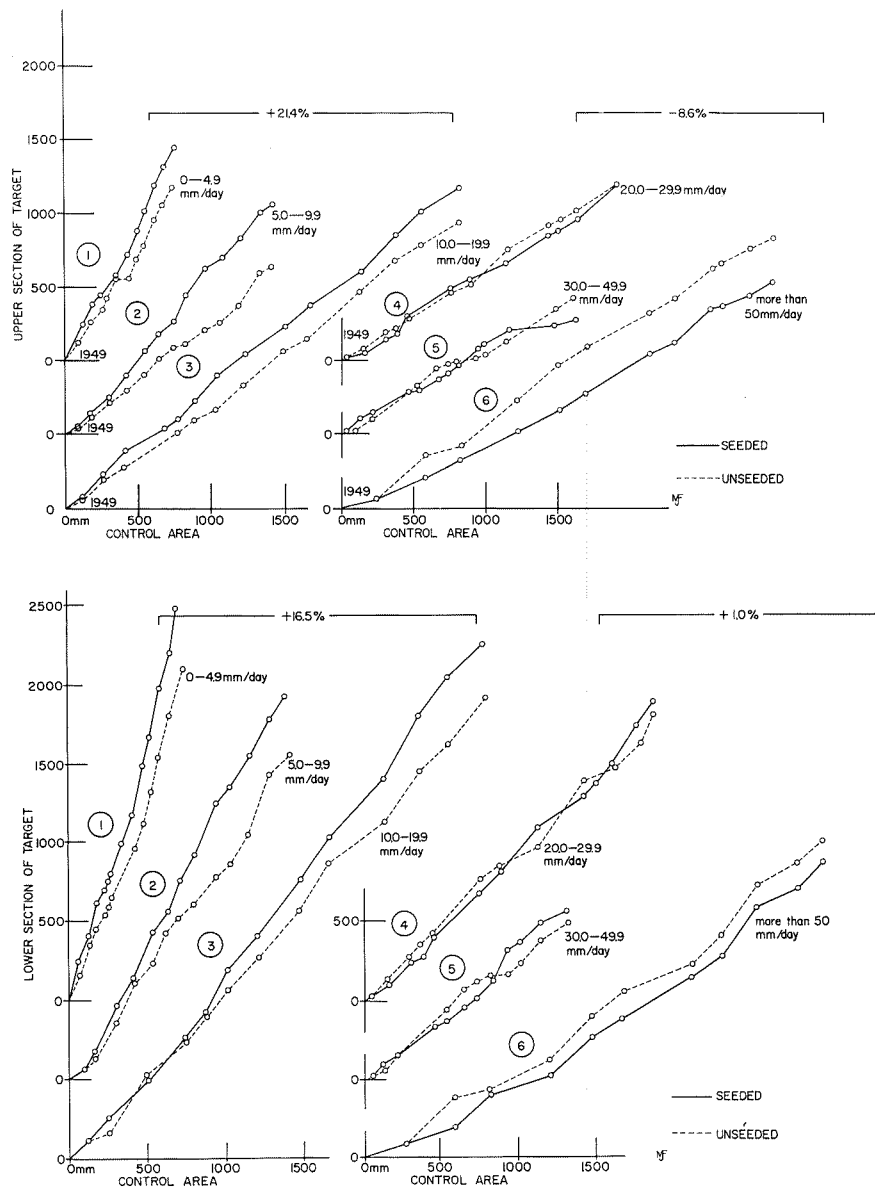 UPPER SECTION OF TARGET
2000
1500
1000
500
0
0
0
+21.4%
-8.6%
0-4.9
mm/day
5.0-9.9
mm/day
10.0-19.9
mm/day
20.0-29.9 mm/day
30.0-49.9
mm/day
more than
50mm/day
1
2
3
4
5
6
1949
1949
1949
1949
1949
0
0
0
SEEDED
UNSEEDED
0mm
500
1000
1500
CONTROL AREA
0mm
500
1000
1500
CONTROL AREA
LOWER SECTION OF TARGET
2500
2000
1500
1000
500
0
0
0
+16.5%
+1.0%
0-4.9mm/day
5.0-9.9
mm/day
10.0-19.9
mm/day
20.0-29.9
mm/day
30.0-49.9
mm/day
more than 50
mm/day
1
2
3
4
5
6
500
0
0
0
SEEDED
UNSEEDED
0mm
500
1000
1500
CONTROL AREA
0mm
500
1000
1500
CONTROL AREA